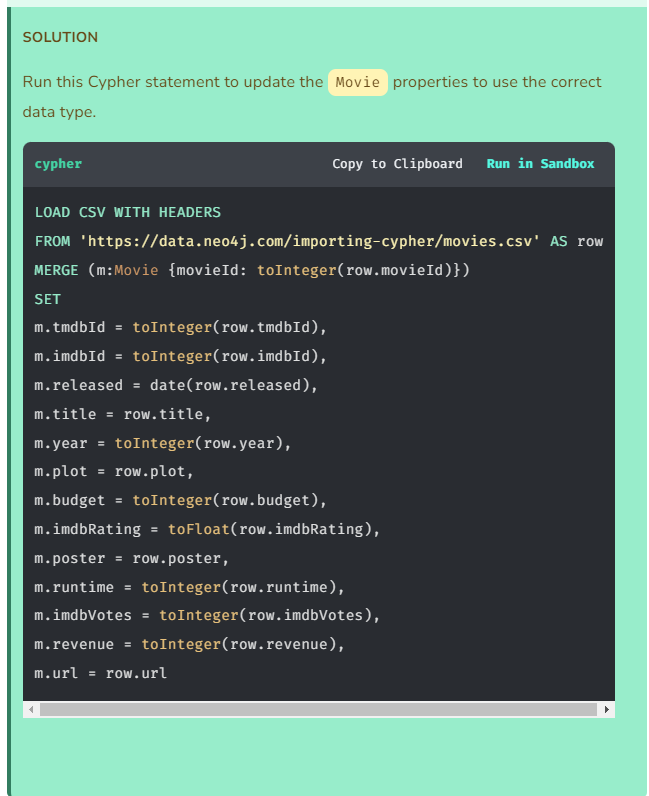 SOLUTION
Run this Cypher statement to update the Movie properties to use the correct
data type.
cypher Copy to Clipboard Run in Sandbox
LOAD CSV WITH HEADERS
FROM 'https://data.neo4j.com/importing-cypher/movies.csv' AS row
MERGE (m:Movie {movieId: toInteger(row.movieId)})
SET
m.tmdbId = toInteger(row.tmdbId),
m.imdbId = toInteger(row.imdbId),
m.released = date(row.released),
m.title = row.title,
m.year = toInteger(row.year),
m.plot = row.plot,
m.budget = toInteger(row.budget),
m.imdbRating = toFloat(row.imdbRating),
m.poster = row.poster,
m.runtime = toInteger(row.runtime),
m.imdbVotes = toInteger(row.imdbVotes),
m.revenue = toInteger(row.revenue),
m.url = row.url